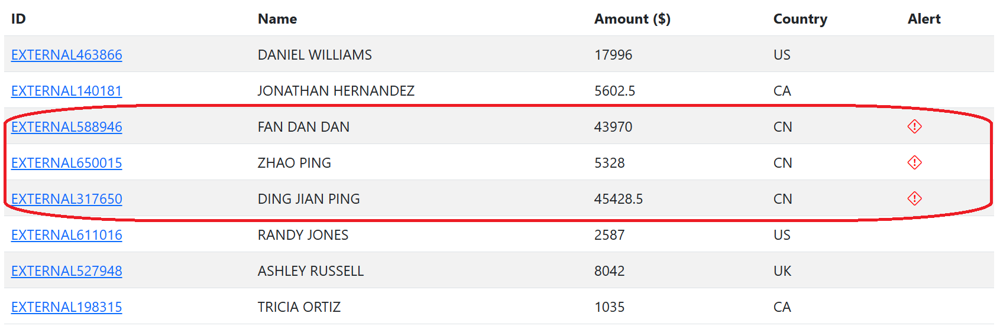 ID Name Amount ($) Country Alert
EXTERNAL463866 DANIEL WILLIAMS 17996 US
EXTERNAL140181 JONATHAN HERNANDEZ 5602.5 CA
EXTERNAL588946 FAN DAN DAN 43970 CN
EXTERNAL650015 ZHAO PING 5328 CN
EXTERNAL317650 DING JIAN PING 45428.5 CN
EXTERNAL611016 RANDY JONES 2587 US
EXTERNAL527948 ASHLEY RUSSELL 8042 UK
EXTERNAL198315 TRICIA ORTIZ 1035 CA